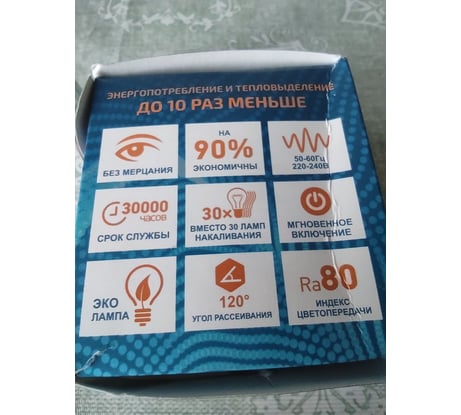 ЭНЕРГОПОТРЕБЛЕНИЕ И ТЕПЛОВЫДЕЛЕНИЕ
ДО 10 РАЗ МЕНЬШЕ
БЕЗ МЕРЦАНИЯ
НА
90%
ЭКОНОМИЧНЫ
50-60Гц
220-240В
30000
ЧАСОВ
СРОК СЛУЖБЫ
30×
ВМЕСТО 30 ЛАМП
НАКАЛИВАНИЯ
МГНОВЕННОЕ
ВКЛЮЧЕНИЕ
ЭКО
ЛАМПА
120°
УГОЛ РАССЕИВАНИЯ
Ra80
ИНДЕКС
ЦВЕТОПЕРЕДАЧИ